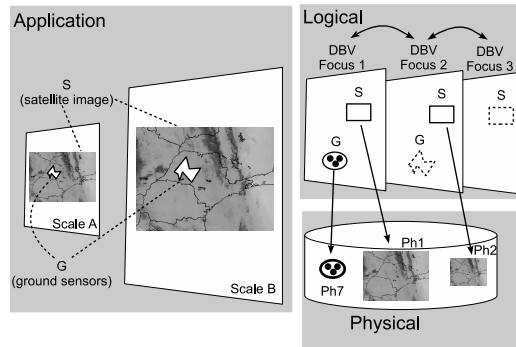 Application
S
(satellite image)
Scale A
G
(ground sensors)
Scale B
Logical
DBV
Focus 1
DBV
Focus 2
DBV
Focus 3
S
S
S
G
G
Ph1
Ph2
Ph7
Physical